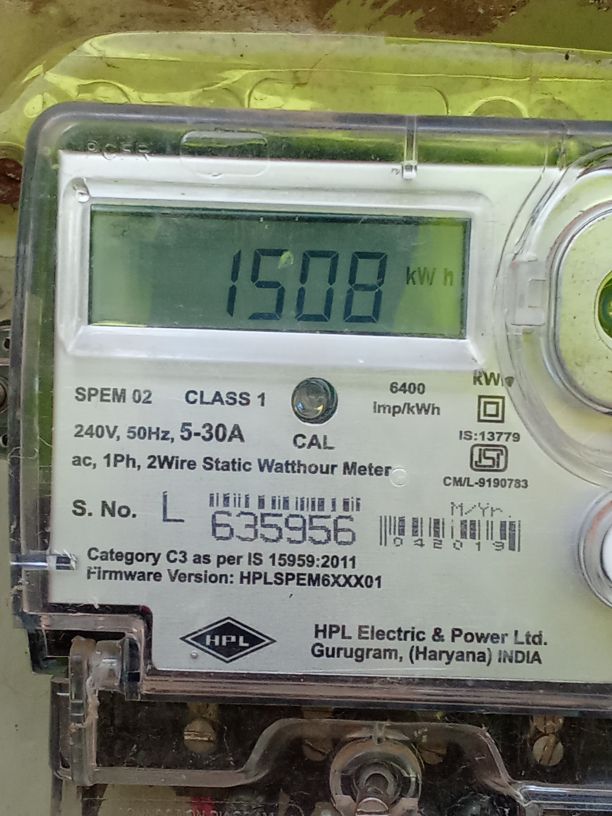 1508 kWh
SPEM 02 CLASS 1
6400
imp/kWh
240V, 50Hz, 5-30A
CAL
IS:13779
ac, 1Ph, 2Wire Static Watthour Meter
CM/L-9190783
S. No. L 635956
M/Yr.
042019
Category C3 as per IS 15959:2011
Firmware Version: HPLSPEM6XXX01
HPL
HPL Electric & Power Ltd.
Gurugram, (Haryana) INDIA